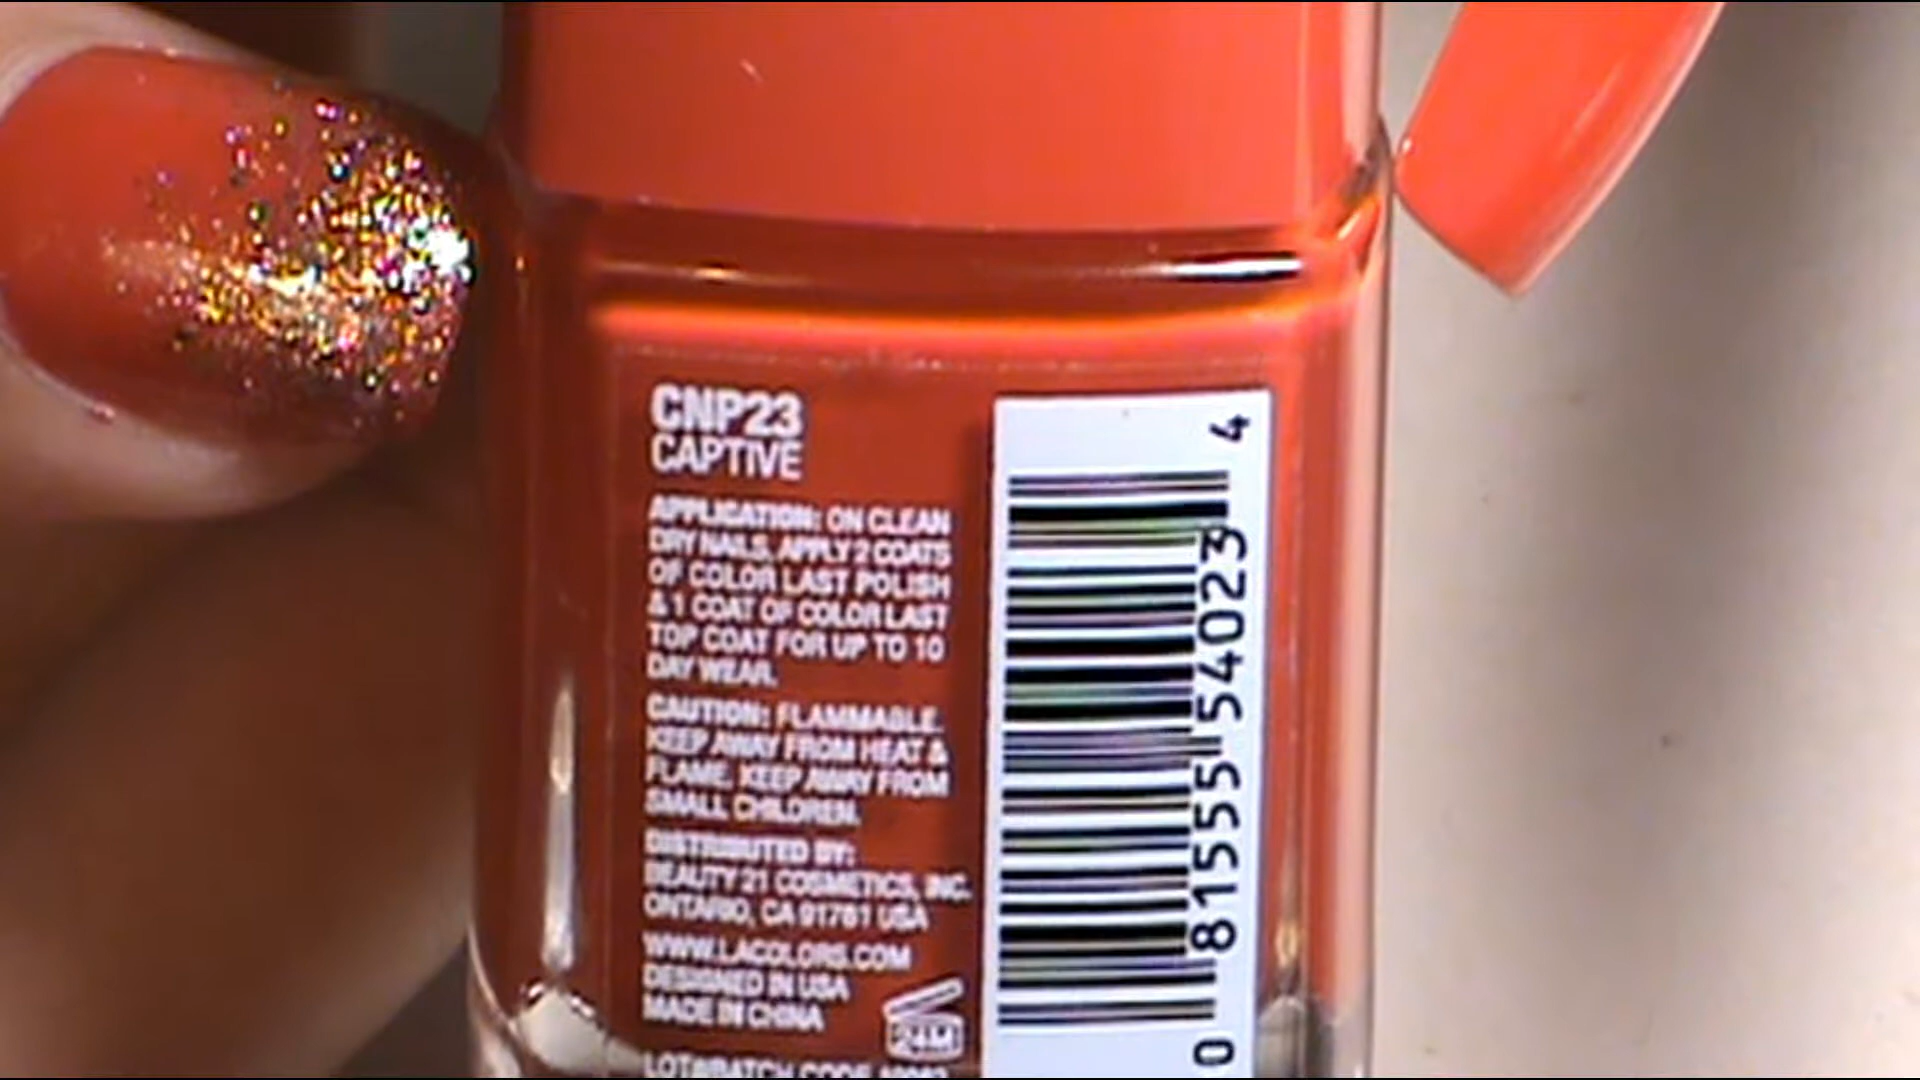 CNP23
CAPTIVE
APPLICATION: ON CLEAN
DRY NAILS, APPLY 2 COATS
OF COLOR LAST POLISH
& 1 COAT OF COLOR LAST
TOP COAT FOR UP TO 10
DAY WEAR.
CAUTION: FLAMMABLE.
KEEP AWAY FROM HEAT &
FLAME. KEEP AWAY FROM
SMALL CHILDREN.
DISTRIBUTED BY:
BEAUTY 21 COSMETICS, INC.
ONTARIO, CA 91761 USA
WWW.LACOLORS.COM
DESIGNED IN USA
MADE IN CHINA
24M
LOT#/BATCH CODE
0 81555 54023 4